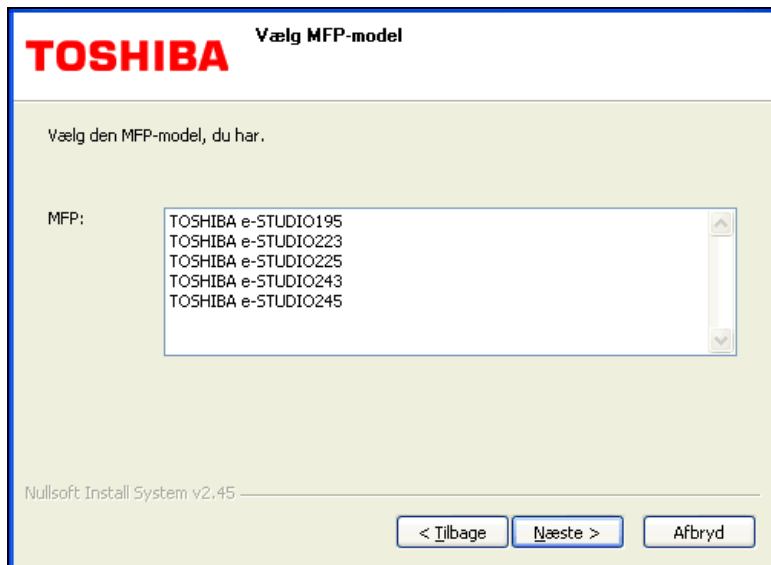 TOSHIBA
Vælg MFP-model
Vælg den MFP-model, du har.
MFP:
TOSHIBA e-STUDIO195
TOSHIBA e-STUDIO223
TOSHIBA e-STUDIO225
TOSHIBA e-STUDIO243
TOSHIBA e-STUDIO245
Nullsoft Install System v2.45
< Tilbage
Næste >
Afbryd